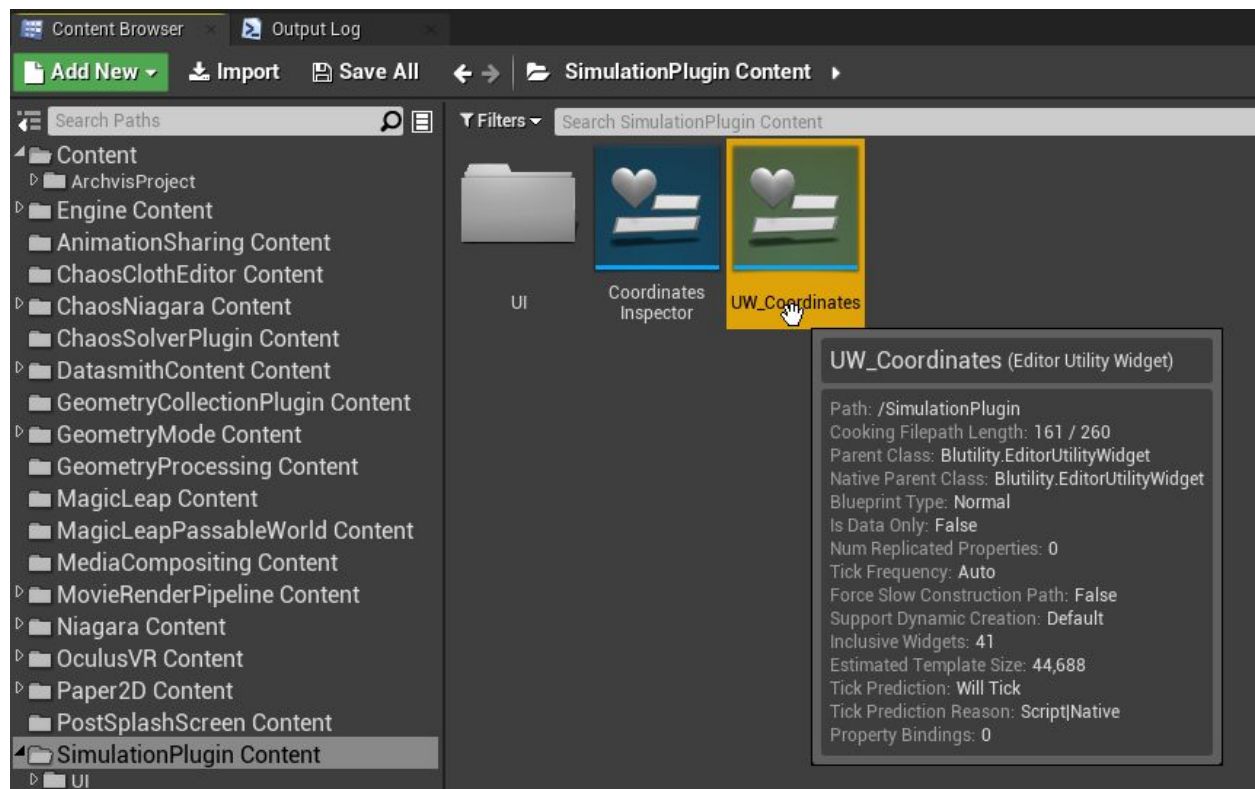 Content Browser
Output Log
Add New
Import
Save All
SimulationPlugin Content
Search Paths
Filters
Search SimulationPlugin Content
Content
ArchvisProject
Engine Content
AnimationSharing Content
ChaosClothEditor Content
ChaosNiagara Content
ChaosSolverPlugin Content
DatasmithContent Content
GeometryCollectionPlugin Content
GeometryMode Content
GeometryProcessing Content
MagicLeap Content
MagicLeapPassableWorld Content
MediaCompositing Content
MovieRenderPipeline Content
Niagara Content
OculusVR Content
Paper2D Content
PostSplashScreen Content
SimulationPlugin Content
UI
UI
Coordinates
Inspector
UW_Coordinates
UW_Coordinates (Editor Utility Widget)
Path: /SimulationPlugin
Cooking Filepath Length: 161 / 260
Parent Class: Blutility.EditorUtilityWidget
Native Parent Class: Blutility.EditorUtilityWidget
Blueprint Type: Normal
Is Data Only: False
Num Replicated Properties: 0
Tick Frequency: Auto
Force Slow Construction Path: False
Support Dynamic Creation: Default
Inclusive Widgets: 41
Estimated Template Size: 44,688
Tick Prediction: Will Tick
Tick Prediction Reason: Script|Native
Property Bindings: 0